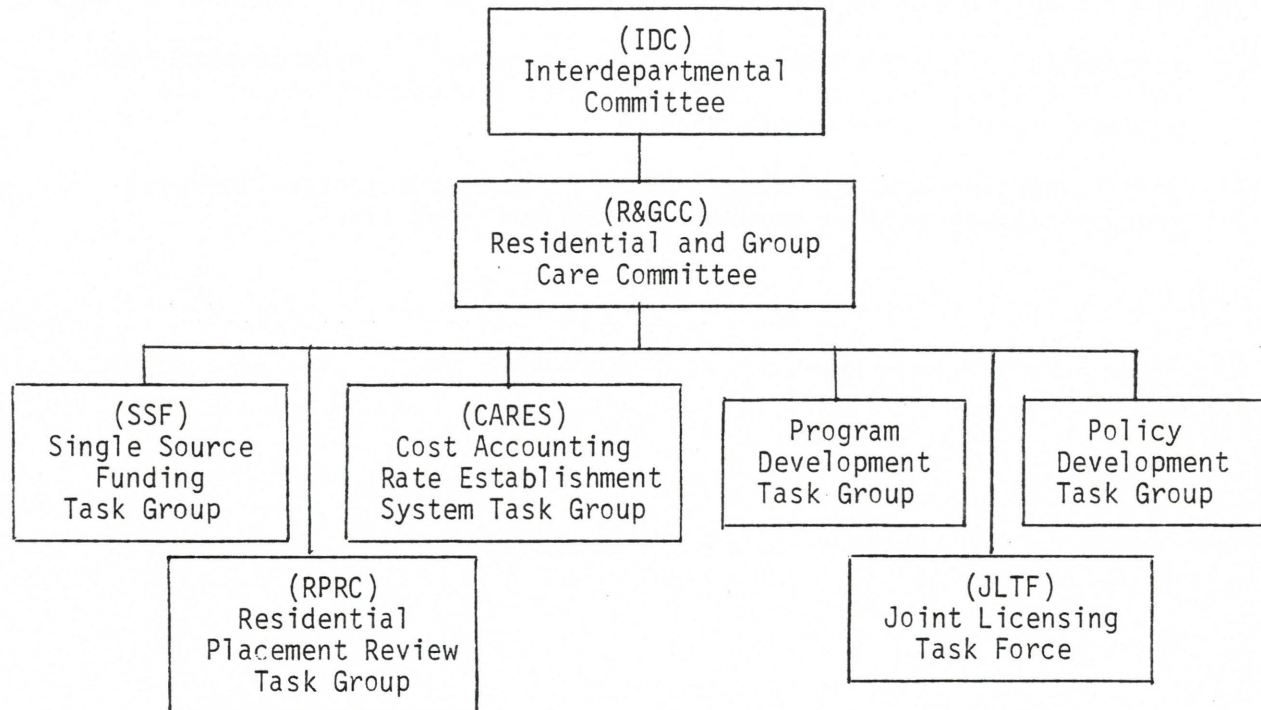 (IDC)
Interdepartmental
Committee
(R&GCC)
Residential and Group
Care Committee
(SSF)
Single Source
Funding
Task Group
(CARES)
Cost Accounting
Rate Establishment
System Task Group
Program
Development
Task Group
Policy
Development
Task Group
(RPRC)
Residential
Placement Review
Task Group
(JLTF)
Joint Licensing
Task Force